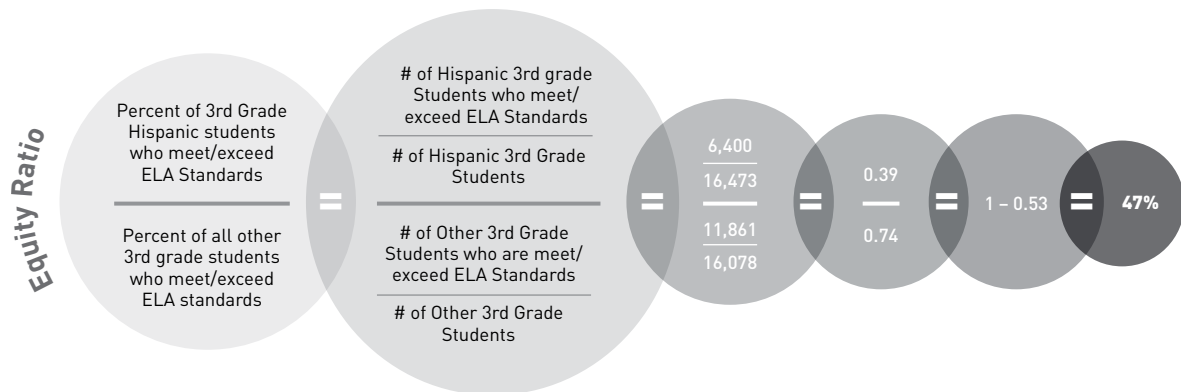 Equity Ratio
Percent of 3rd Grade
Hispanic students
who meet/exceed
ELA Standards
Percent of all other
3rd grade students
who meet/exceed
ELA standards
=
# of Hispanic 3rd grade
Students who meet/
exceed ELA Standards
# of Hispanic 3rd Grade
Students
# of Other 3rd Grade
Students who are meet/
exceed ELA Standards
# of Other 3rd Grade
Students
=
6,400
16,473
11,861
16,078
=
0.39
0.74
=
1 – 0.53
=
47%